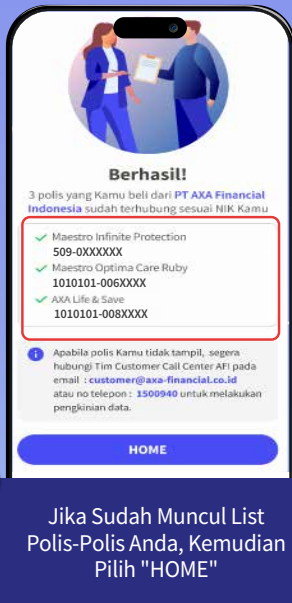 Berhasil!
3 polis yang Kamu beli dari PT AXA Financial
Indonesia sudah terhubung sesuai NIK Kamu
Maestro Infinite Protection
509-0XXXXXX
Maestro Optima Care Ruby
1010101-006XXXX
AXA Life & Save
1010101-008XXXX
Apabila polis Kamu tidak tampil, segera
hubungi Tim Customer Call Center AFI pada
email : customer@axa-financial.co.id
atau no telepon : 1500940 untuk melakukan
pengkinian data.
HOME
Jika Sudah Muncul List
Polis-Polis Anda, Kemudian
Pilih "HOME"